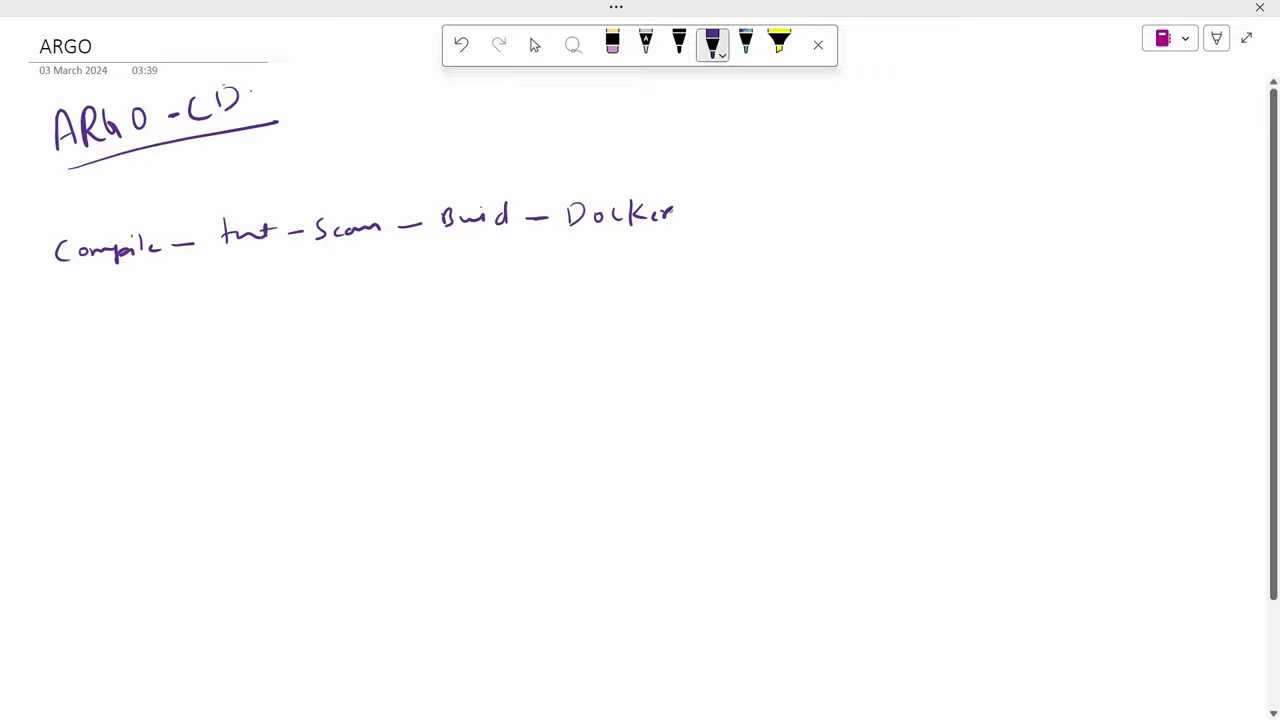 ARGO
03 March 2024 03:39
ARGO - CD
Compile - test - Scan - Build - Docker